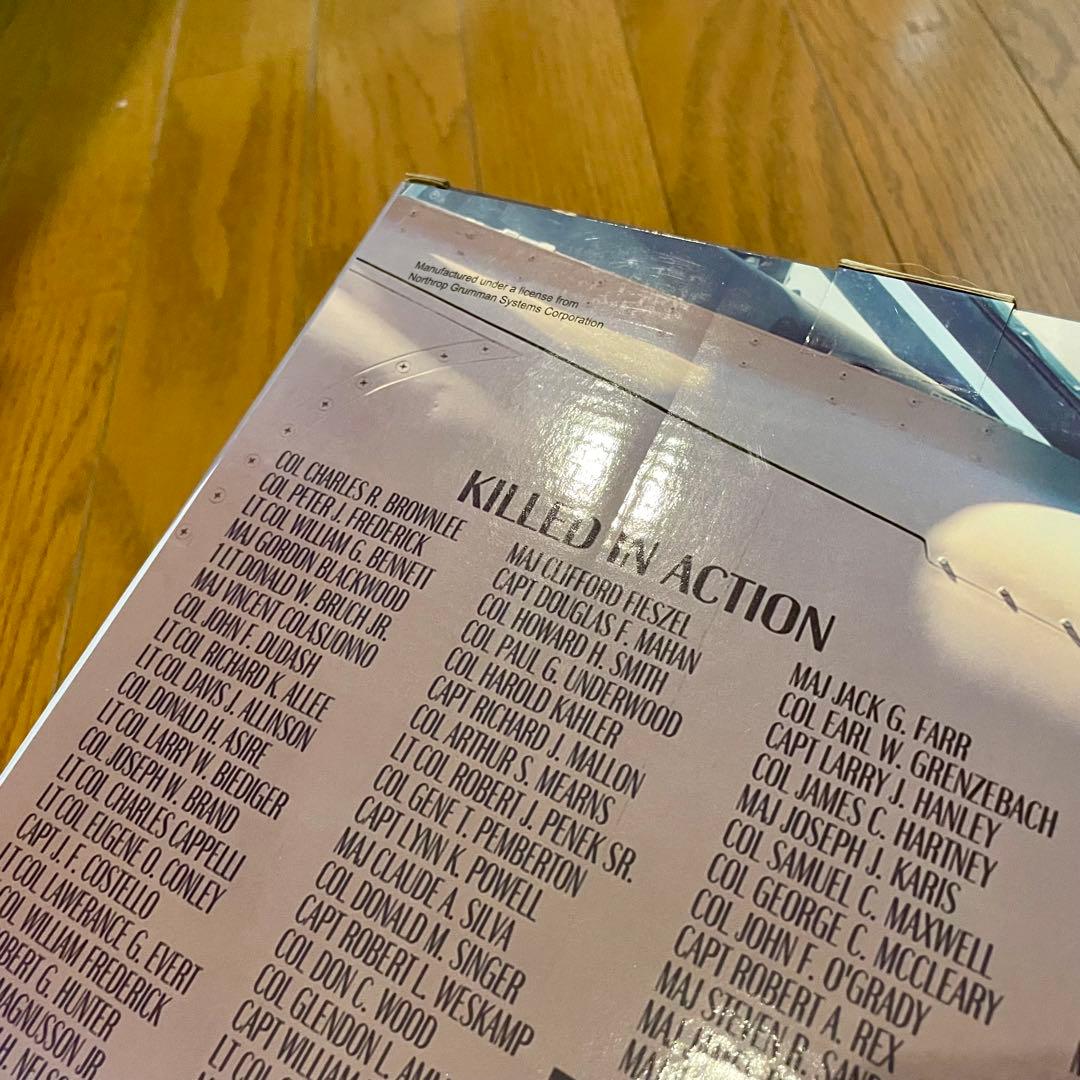 Manufactured under a license from
Northrop Grumman Systems Corporation
KILLED IN ACTION
COL CHARLES R. BROWNLEE
COL PETER J. FREDERICK
LT COL WILLIAM G. BENNETT
MAJ GORDON BLACKWOOD
1 LT DONALD W. BRUCH JR.
MAJ VINCENT COLASUONNO
COL JOHN F. DUDASH
LT COL RICHARD K. ALLEE
LT COL DAVIS J. ALLINSON
COL DONALD H. ASIRE
LT COL LARRY W. BIEDIGER
COL JOSEPH W. BRAND
LT COL CHARLES CAPPELLI
LT COL EUGENE O. CONLEY
CAPT J. F. COSTELLO
LT COL LAWERANCE G. EVERT
COL WILLIAM FREDERICK
G. HUNTER
MAGNUSSON JR
MAJ CLIFFORD FIESZEL
CAPT DOUGLAS F. MAHAN
COL HOWARD H. SMITH
COL PAUL G. UNDERWOOD
COL HAROLD KAHLER
CAPT RICHARD J. MALLON
COL ARTHUR S. MEARNS
LT COL ROBERT J. PENEK SR.
COL GENE T. PEMBERTON
CAPT LYNN K. POWELL
MAJ CLAUDE A. SILVA
COL DONALD M. SINGER
CAPT ROBERT L. WESKAMP
COL DON C. WOOD
COL GLENDON L.
CAPT WILLIAM
LT COL
MAJ JACK G. FARR
COL EARL W. GRENZEBACH
CAPT LARRY J. HANLEY
COL JAMES C. HARTNEY
MAJ JOSEPH J. KARIS
COL SAMUEL C. MAXWELL
COL GEORGE C. MCCLEARY
COL JOHN F. O'GRADY
CAPT ROBERT A. REX
MAJ STEVEN R.
MAJ